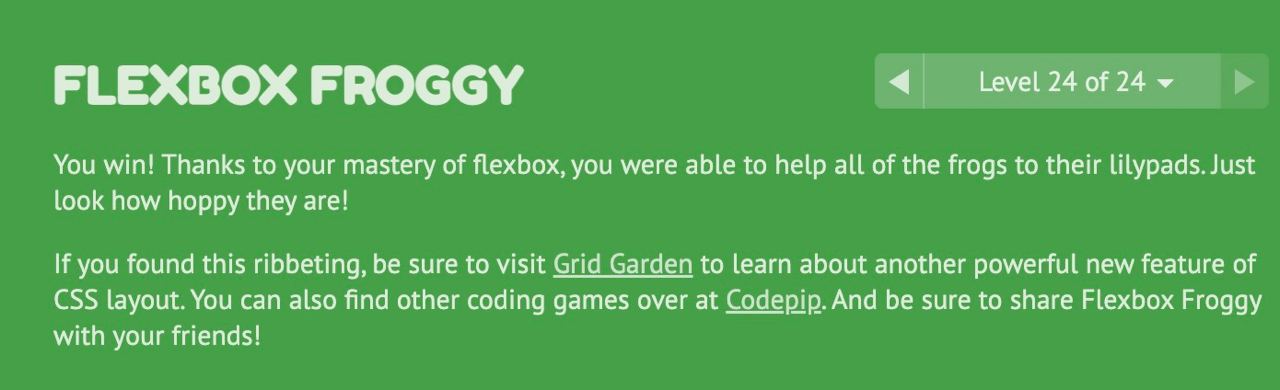 FLEXBOX FROGGY
Level 24 of 24
You win! Thanks to your mastery of flexbox, you were able to help all of the frogs to their lilypads. Just
look how hoppy they are!
If you found this ribbeting, be sure to visit Grid Garden to learn about another powerful new feature of
CSS layout. You can also find other coding games over at Codepip. And be sure to share Flexbox Froggy
with your friends!